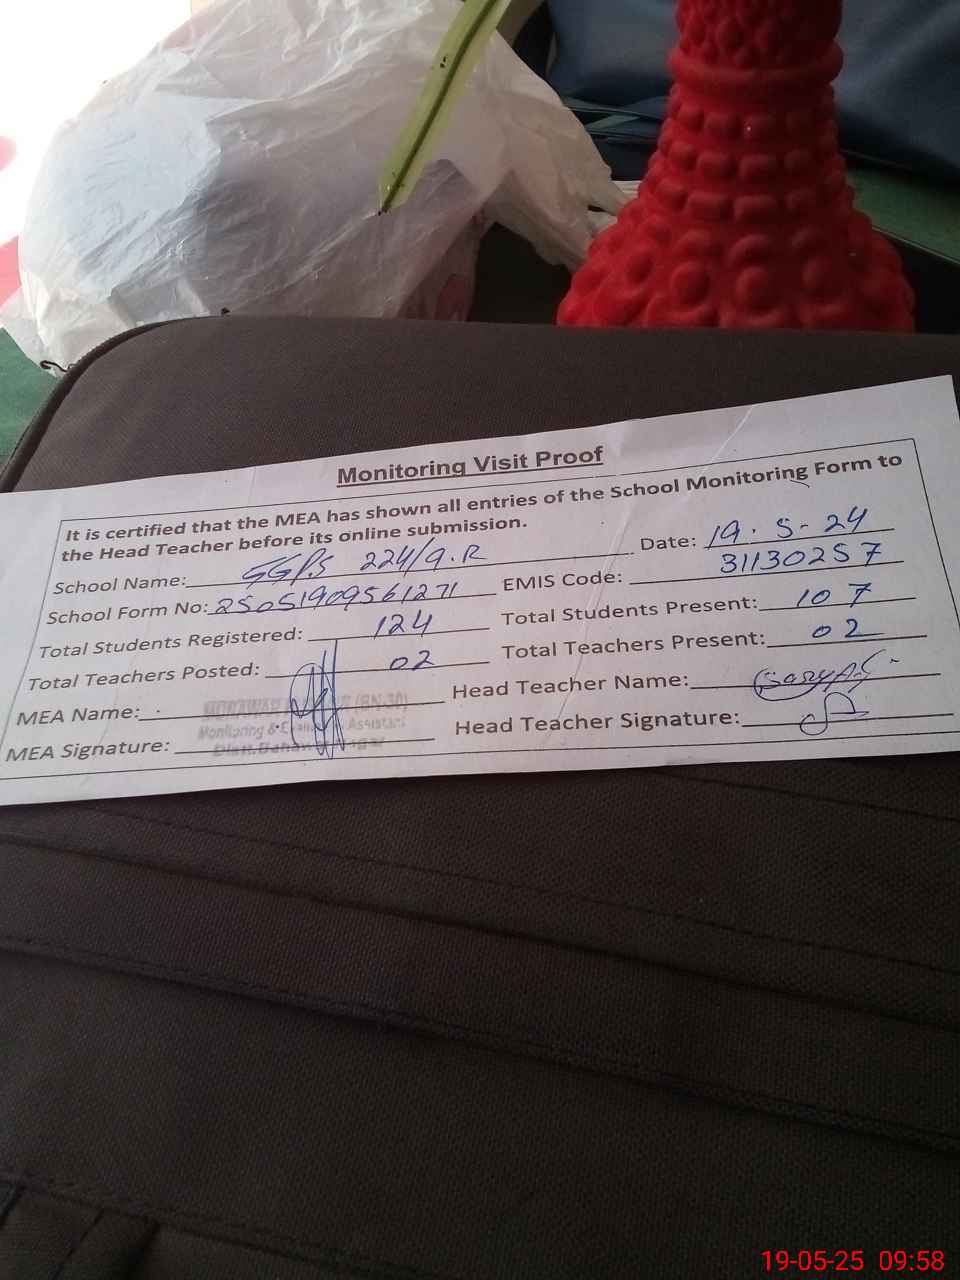 Monitoring Visit Proof
It is certified that the MEA has shown all entries of the School Monitoring Form to
the Head Teacher before its online submission.
School Name: GGPS 224/9.R Date: 19.5-24
School Form No: 25051909561271 EMIS Code: 31130257
Total Students Registered: 124 Total Students Present: 107
Total Teachers Posted: 02 Total Teachers Present: 02
MEA Name: (BN-30) Head Teacher Name:
Monitoring & Assistant
MEA Signature: Head Teacher Signature:
19-05-25 09:58